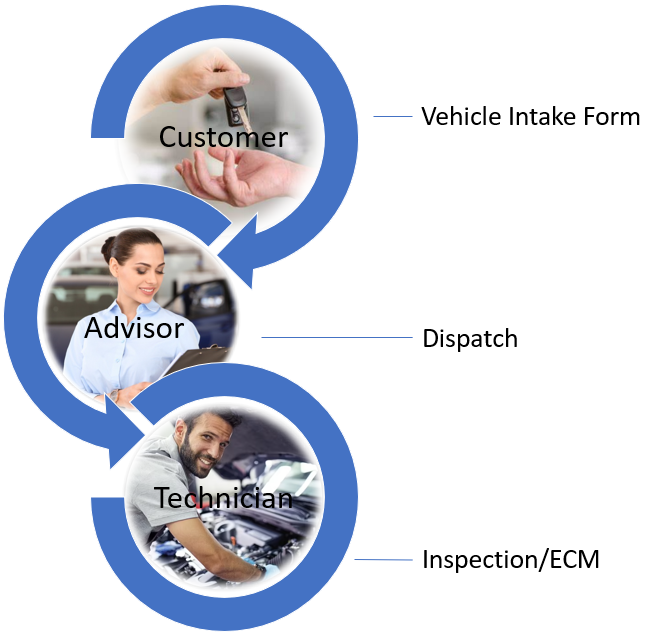 Customer
Vehicle Intake Form
Advisor
Dispatch
Technician
Inspection/ECM